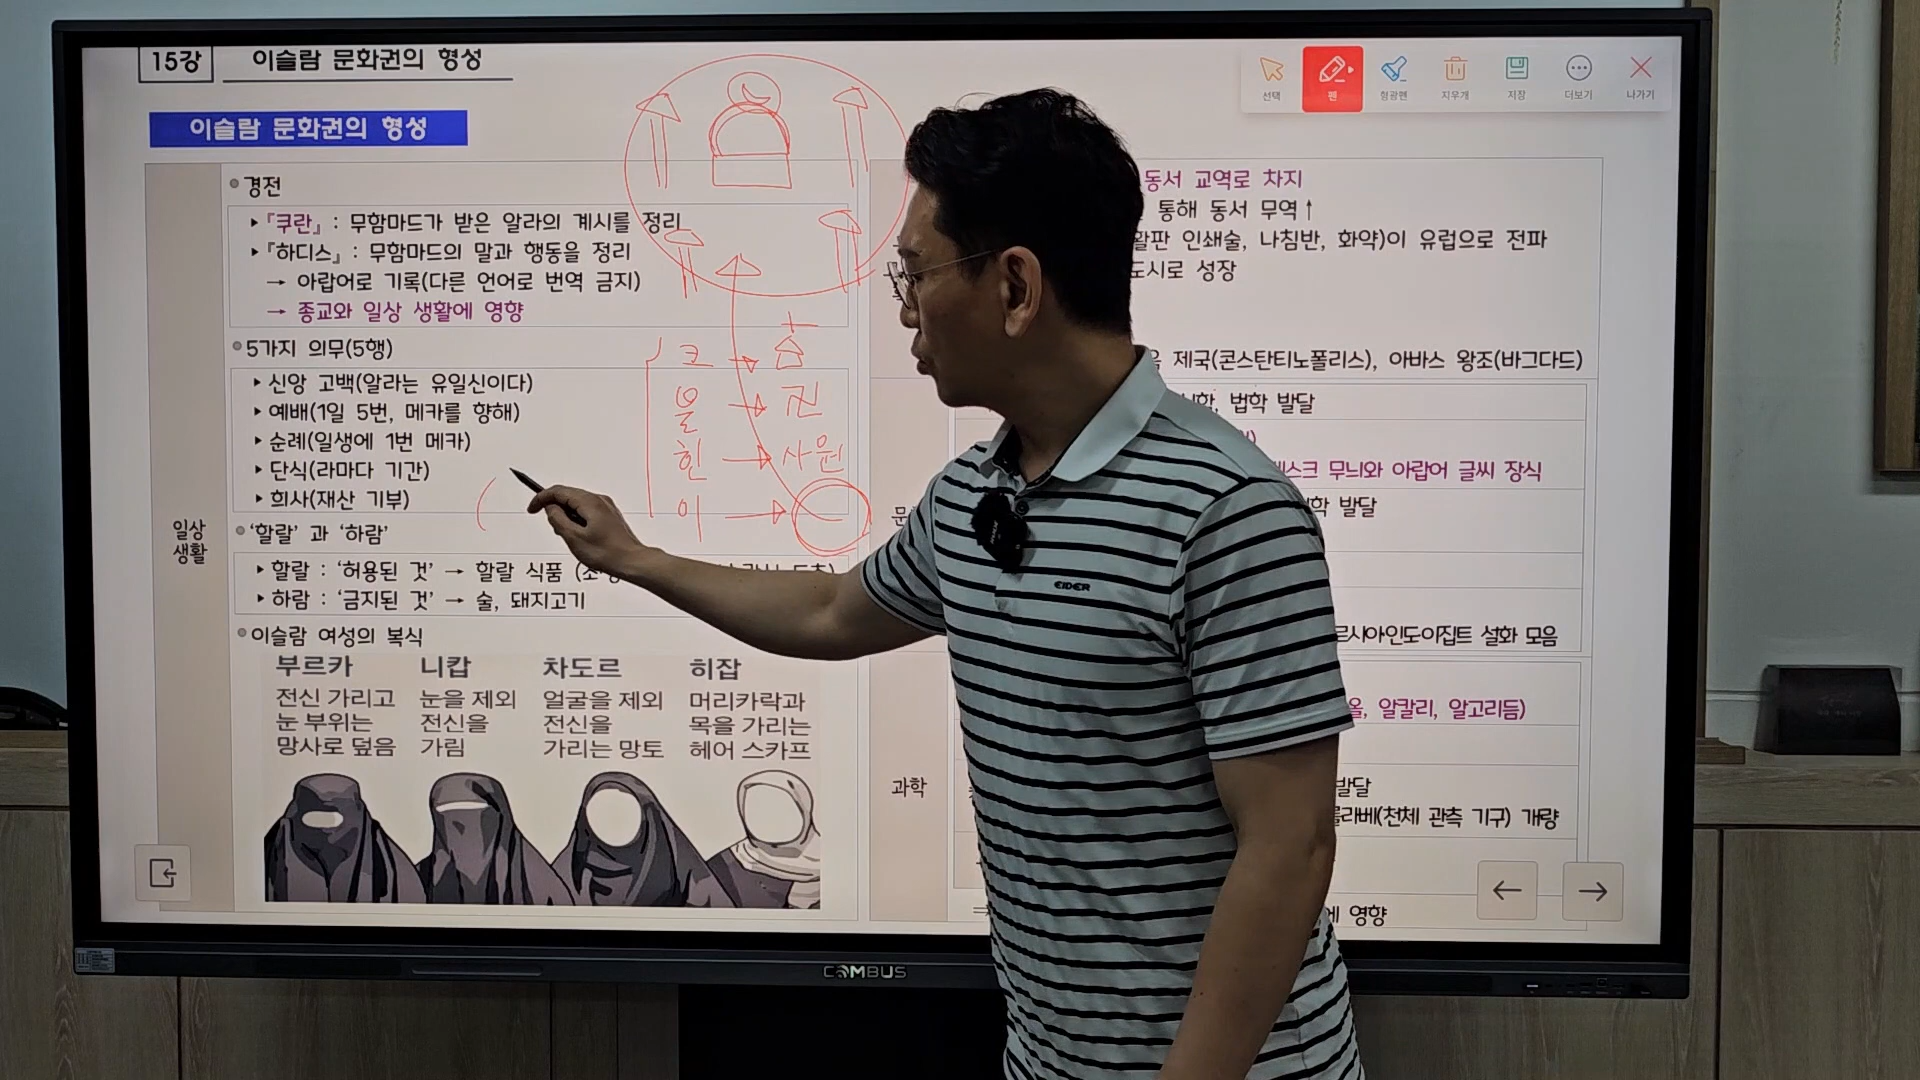 15강
이슬람 문화권의 형성
이슬람 문화권의 형성
선택
펜
형광펜
지우개
저장
더보기
나가기
일상
생활
경전
▸『쿠란』 : 무함마드가 받은 알라의 계시를 정리
▸『하디스』 : 무함마드의 말과 행동을 정리
→ 아랍어로 기록(다른 언어로 번역 금지)
→ 종교와 일상 생활에 영향
5가지 의무(5행)
▸ 신앙 고백(알라는 유일신이다)
▸ 예배(1일 5번, 메카를 향해)
▸ 순례(일생에 1번 메카)
▸ 단식(라마다 기간)
▸ 희사(재산 기부)
크 →
불 → 卍
힌 → 사원
이 →
'할랄' 과 '하람'
▸ 할랄 : '허용된 것' → 할랄 식품
▸ 하람 : '금지된 것' → 술, 돼지고기
이슬람 여성의 복식
부르카
전신 가리고
눈 부위는
망사로 덮음
니캅
눈을 제외
전신을
가림
차도르
얼굴을 제외
전신을
가리는 망토
히잡
머리카락과
목을 가리는
헤어 스카프
동서 교역로 차지
통해 동서 무역↑
활판 인쇄술, 나침반, 화약)이 유럽으로 전파
도시로 성장
제국(콘스탄티노폴리스), 아바스 왕조(바그다드)
법학 발달
무늬와 아랍어 글씨 장식
발달
설화 모음
과학
알칼리, 알고리듬)
발달
(천체 관측 기구) 개량
에 영향
EIDER
COMBUS